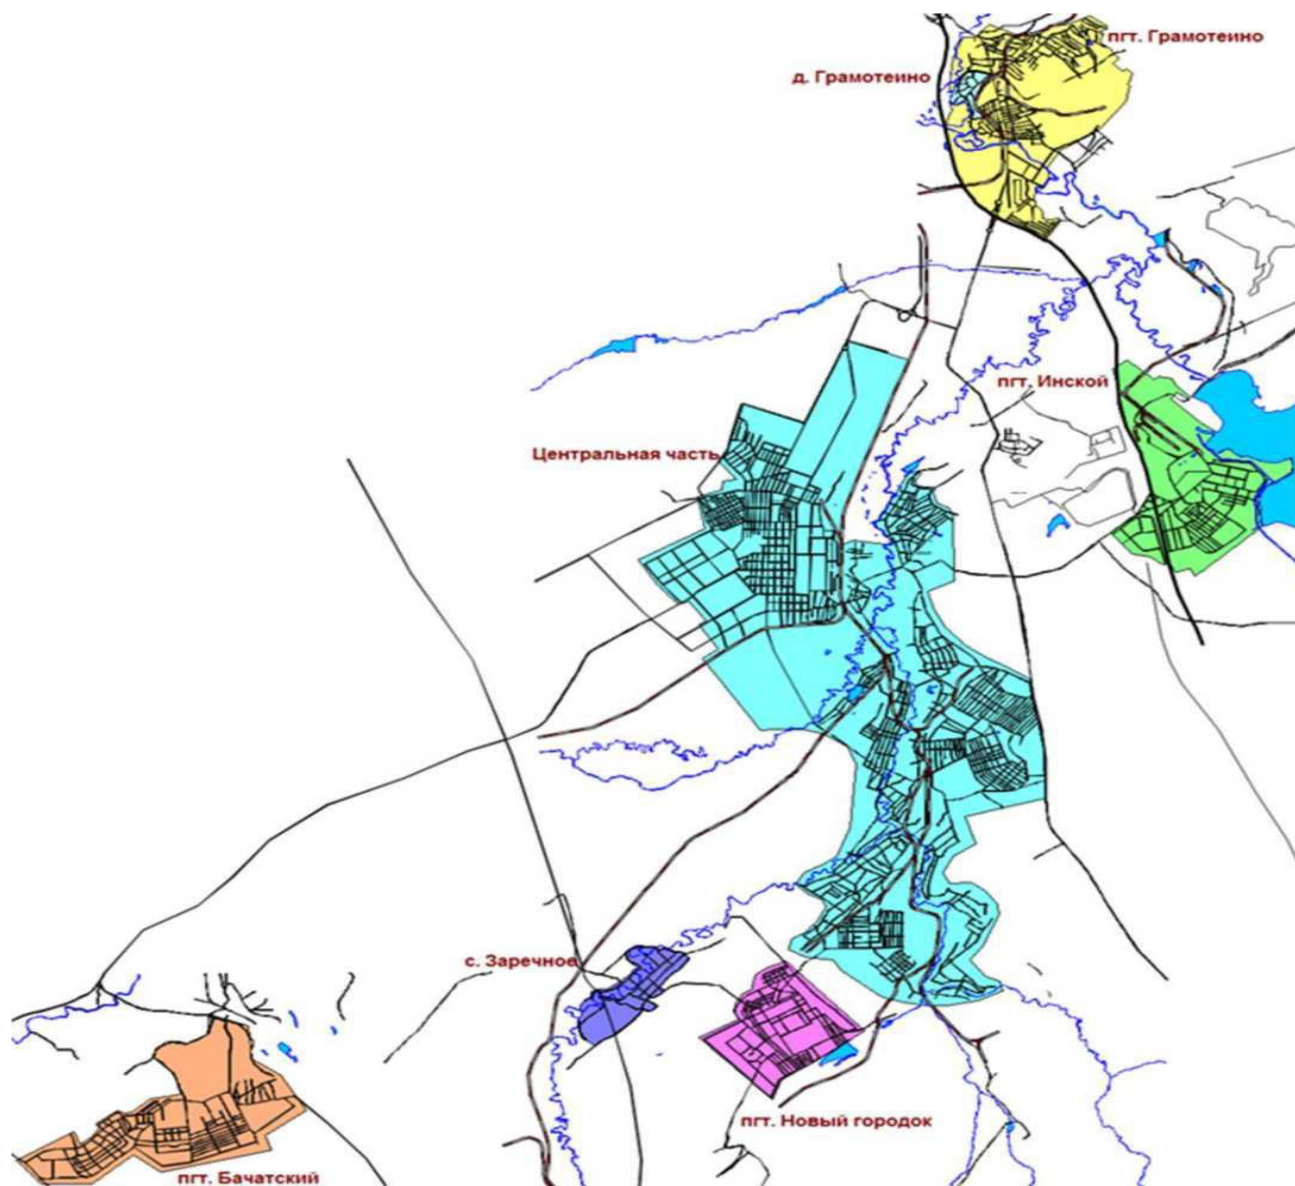 пгт. Грамотеино
д. Грамотеино
пгт. Инской
Центральная часть
с. Заречное
пгт. Новый городок
пгт. Бачатский